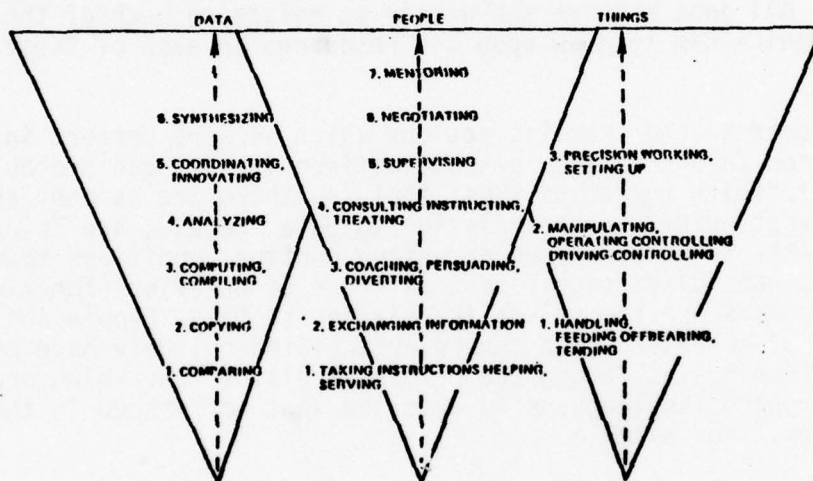 DATA
6. SYNTHESIZING
5. COORDINATING,
INNOVATING
4. ANALYZING
3. COMPUTING,
COMPILING
2. COPYING
1. COMPARING
PEOPLE
7. MENTORING
6. NEGOTIATING
5. SUPERVISING
4. CONSULTING INSTRUCTING,
TREATING
3. COACHING, PERSUADING,
DIVERTING
2. EXCHANGING INFORMATION
1. TAKING INSTRUCTIONS HELPING,
SERVING
THINGS
3. PRECISION WORKING,
SETTING UP
2. MANIPULATING,
OPERATING CONTROLLING
DRIVING CONTROLLING
1. HANDLING,
FEEDING OFFBEARING,
TENDING